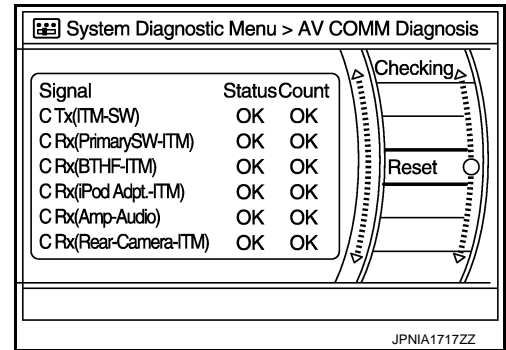 System Diagnostic Menu > AV COMM Diagnosis
Checking
Signal Status Count
C Tx(ITM-SW) OK OK
C Rx(PrimarySW-ITM) OK OK
C Rx(BTHF-ITM) OK OK
Reset
C Rx(iPod Adpt.-ITM) OK OK
C Rx(Amp-Audio) OK OK
C Rx(Rear-Camera-ITM) OK OK
JPNIA1717ZZ